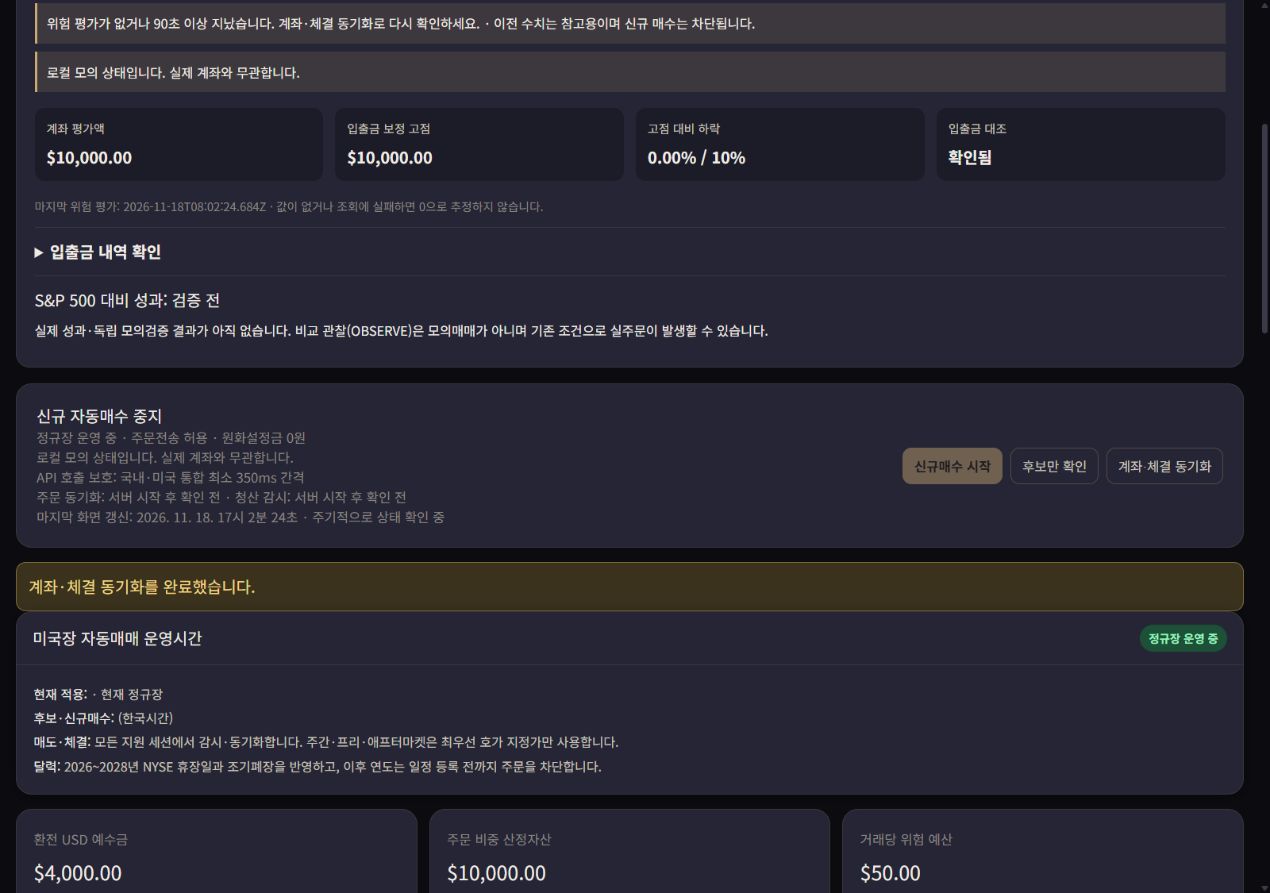 위험 평가가 없거나 90초 이상 지났습니다. 계좌·체결 동기화로 다시 확인하세요. · 이전 수치는 참고용이며 신규 매수는 차단됩니다.
로컬 모의 상태입니다. 실제 계좌와 무관합니다.
계좌 평가액
$10,000.00
입출금 보정 고점
$10,000.00
고점 대비 하락
0.00% / 10%
입출금 대조
확인됨
마지막 위험 평가: 2026-11-18T08:02:24.684Z · 값이 없거나 조회에 실패하면 0으로 추정하지 않습니다.
▶ 입출금 내역 확인
S&P 500 대비 성과: 검증 전
실제 성과·독립 모의검증 결과가 아직 없습니다. 비교 관찰(OBSERVE)은 모의매매가 아니며 기존 조건으로 실주문이 발생할 수 있습니다.
신규 자동매수 중지
정규장 운영 중 · 주문전송 허용 · 원화설정금 0원
로컬 모의 상태입니다. 실제 계좌와 무관합니다.
API 호출 보호: 국내·미국 통합 최소 350ms 간격
주문 동기화: 서버 시작 후 확인 전 · 청산 감시: 서버 시작 후 확인 전
마지막 화면 갱신: 2026. 11. 18. 17시 2분 24초 · 주기적으로 상태 확인 중
신규매수 시작
후보만 확인
계좌·체결 동기화
계좌·체결 동기화를 완료했습니다.
미국장 자동매매 운영시간
정규장 운영 중
현재 적용: · 현재 정규장
후보·신규매수: (한국시간)
매도·체결: 모든 지원 세션에서 감시·동기화합니다. 주간·프리·애프터마켓은 최우선 호가 지정가만 사용합니다.
달력: 2026~2028년 NYSE 휴장일과 조기폐장을 반영하고, 이후 연도는 일정 등록 전까지 주문을 차단합니다.
환전 USD 예수금
$4,000.00
주문 비중 산정자산
$10,000.00
거래당 위험 예산
$50.00